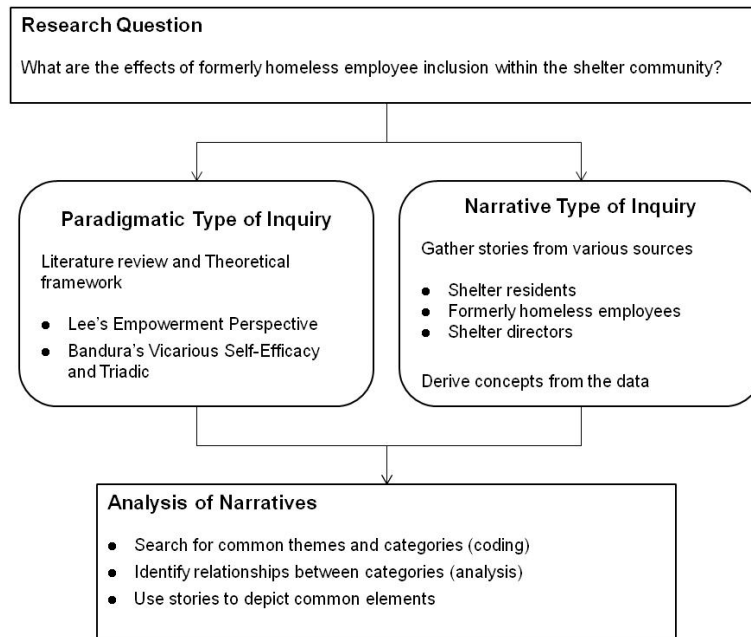 Research Question
What are the effects of formerly homeless employee inclusion within the shelter community?
Paradigmatic Type of Inquiry
Literature review and Theoretical
framework
● Lee's Empowerment Perspective
● Bandura's Vicarious Self-Efficacy
and Triadic
Narrative Type of Inquiry
Gather stories from various sources
● Shelter residents
● Formerly homeless employees
● Shelter directors
Derive concepts from the data
Analysis of Narratives
● Search for common themes and categories (coding)
● Identify relationships between categories (analysis)
● Use stories to depict common elements